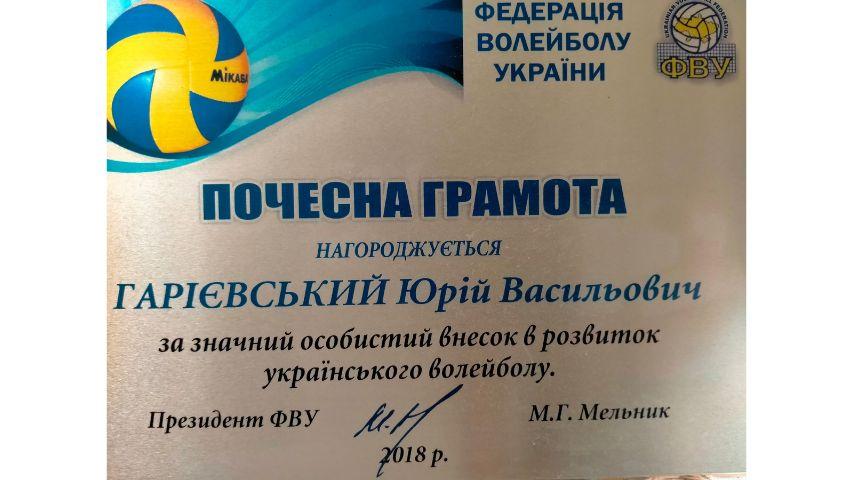 ФЕДЕРАЦІЯ
ВОЛЕЙБОЛУ
УКРАЇНИ
ФВУ
МІКАБА
ПОЧЕСНА ГРАМОТА
НАГОРОДЖУЄТЬСЯ
ГАРІЄВСЬКИЙ Юрій Васильович
за значний особистий внесок в розвиток
українського волейболу.
Президент ФВУ
М.Г. Мельник
2018 р.